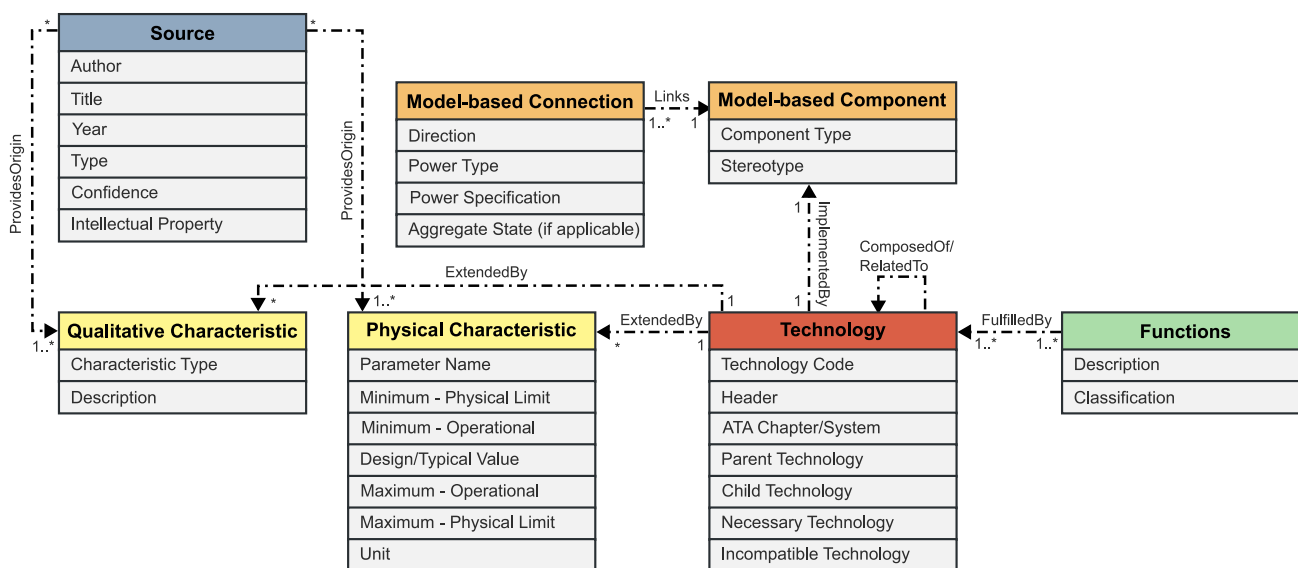 *
Source
*
Author
Title
Year
Type
Confidence
Intellectual Property
ProvidesOrigin
ProvidesOrigin
Model-based Connection
Direction
Power Type
Power Specification
Aggregate State (if applicable)
Links
1..*
1
Model-based Component
Component Type
Stereotype
1
ImplementedBy
1
ComposedOf/
RelatedTo
ExtendedBy
*
1
1..*
1..*
Qualitative Characteristic
Characteristic Type
Description
Physical Characteristic
Parameter Name
Minimum - Physical Limit
Minimum - Operational
Design/Typical Value
Maximum - Operational
Maximum - Physical Limit
Unit
ExtendedBy
*
1
Technology
Technology Code
Header
ATA Chapter/System
Parent Technology
Child Technology
Necessary Technology
Incompatible Technology
FulfilledBy
1..*
1..*
Functions
Description
Classification